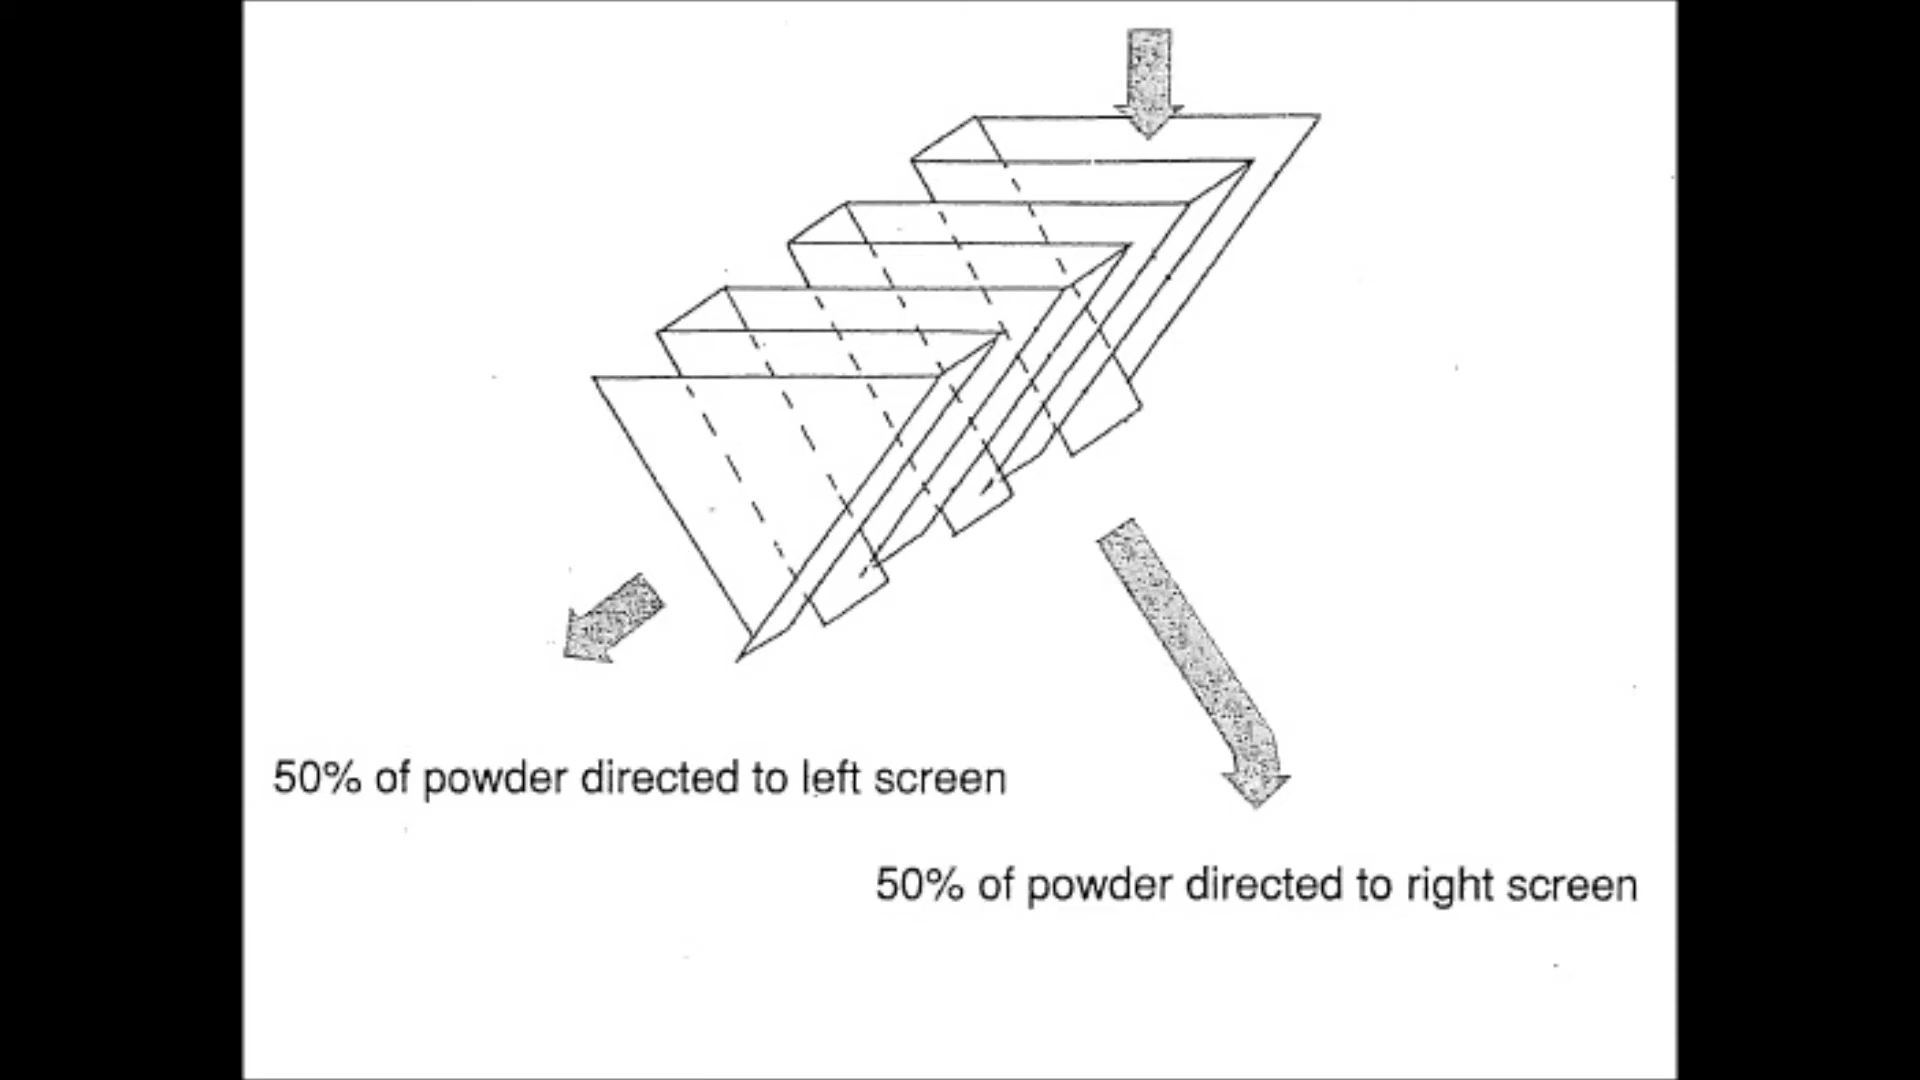 50% of powder directed to left screen
50% of powder directed to right screen